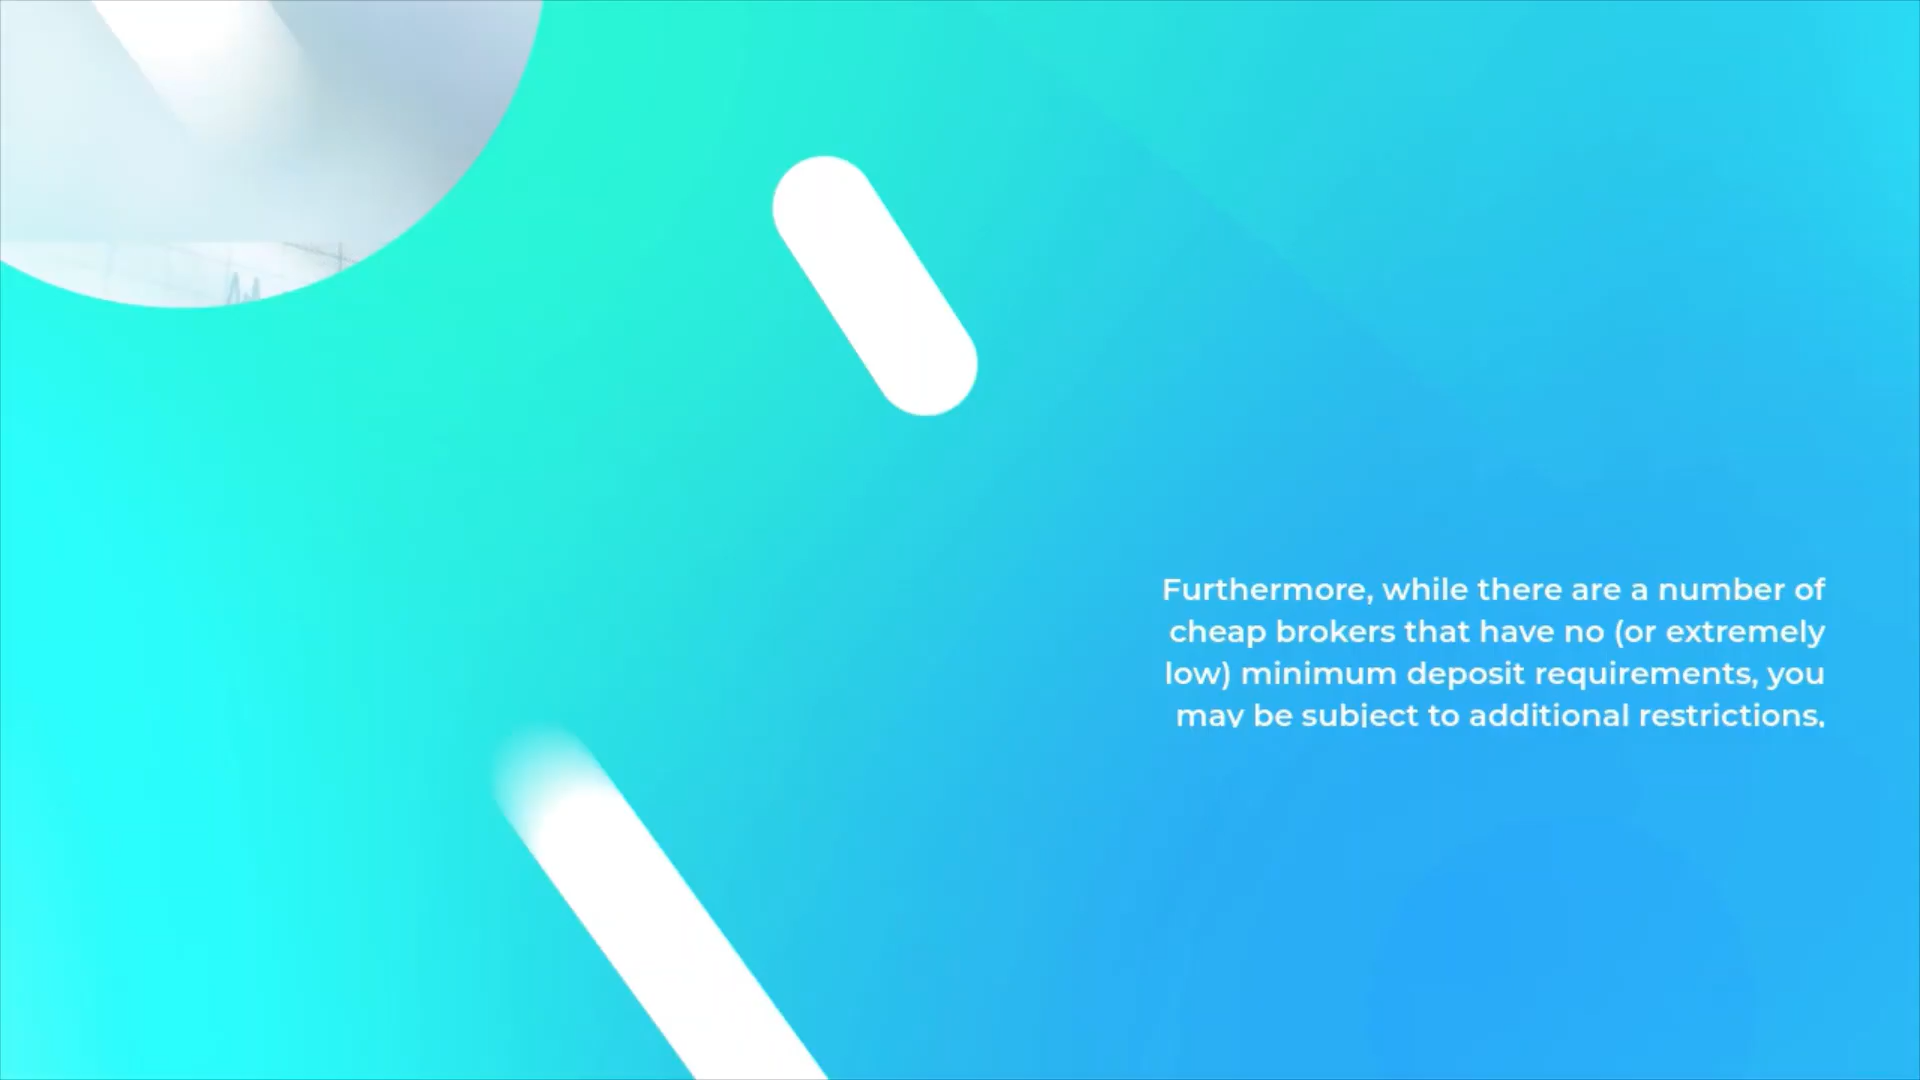 Furthermore, while there are a number of
cheap brokers that have no (or extremely
low) minimum deposit requirements, you
may be subject to additional restrictions.